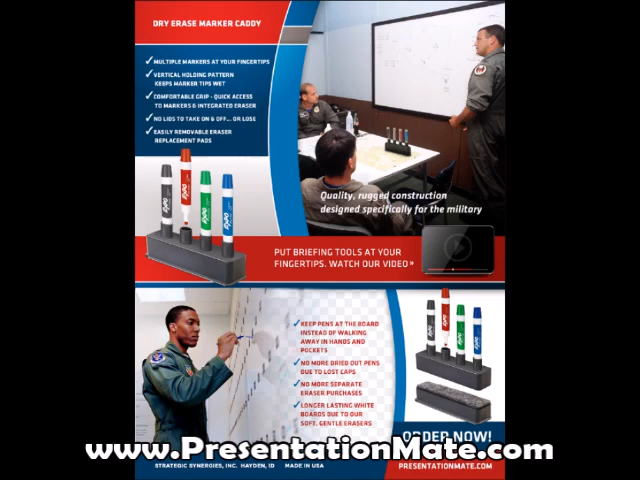 DRY ERASE MARKER CADDY
✓MULTIPLE MARKERS AT YOUR FINGERTIPS
✓VERTICAL HOLDING PATTERN
KEEPS MARKER TIPS WET
✓COMFORTABLE GRIP - QUICK ACCESS
TO MARKERS & INTEGRATED ERASER
✓NO LIDS TO TAKE ON & OFF... OR LOSE
✓EASILY REMOVABLE ERASER
REPLACEMENT PADS
Quality, rugged construction
designed specifically for the military
EXPO
EXPO
EXPO
EXPO
PUT BRIEFING TOOLS AT YOUR
FINGERTIPS. WATCH OUR VIDEO»
✓KEEP PENS AT THE BOARD
INSTEAD OF WALKING
AWAY IN HANDS AND
POCKETS
✓NO MORE DRIED OUT PENS
DUE TO LOST CAPS
✓NO MORE SEPARATE
ERASER PURCHASES
✓LONGER LASTING WHITE
BOARDS DUE TO OUR
SOFT, GENTLE ERASERS
EXPO
EXPO
EXPO
EXPO
ORDER NOW!
www.PresentationMate.com
STRATEGIC SYNERGIES, INC. HAYDEN, ID MADE IN USA
PRESENTATIONMATE.COM